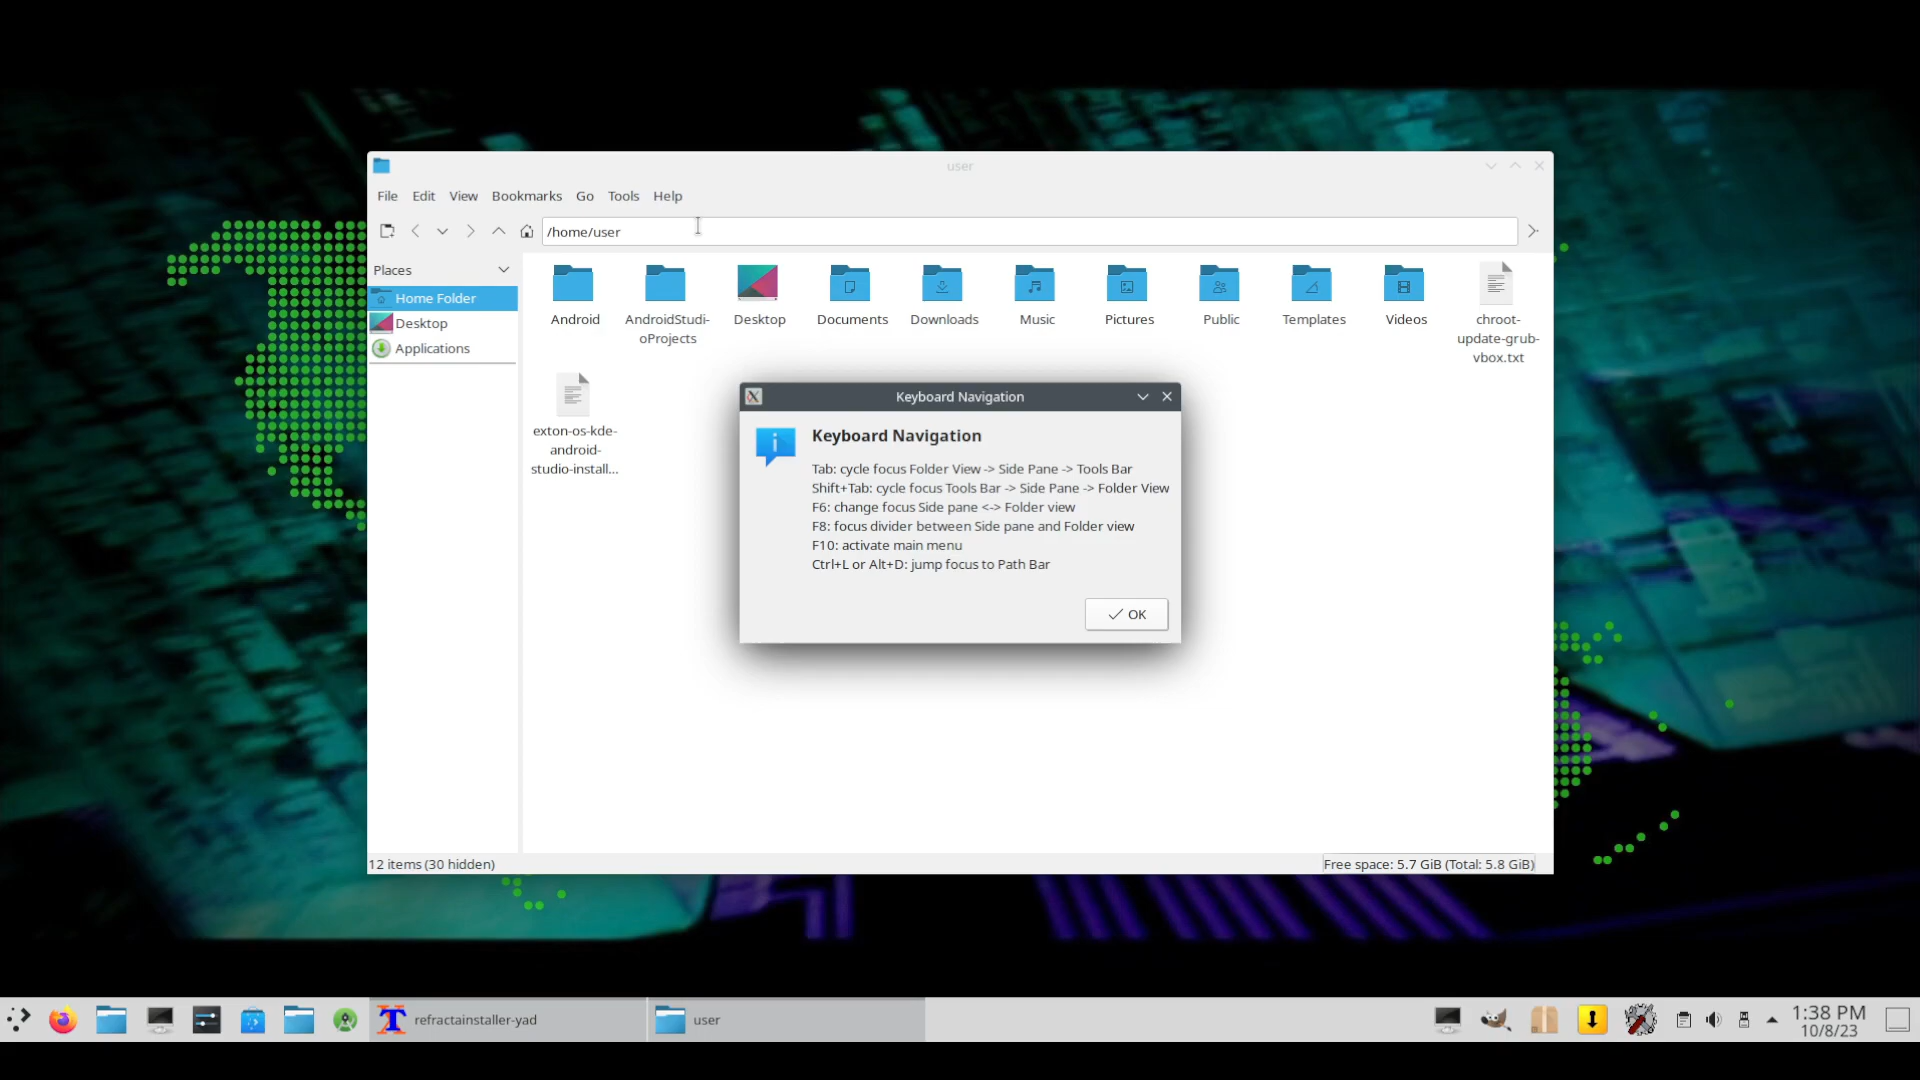 user
File Edit View Bookmarks Go Tools Help
/home/user
Places
Home Folder
Desktop
Applications
Android
AndroidStudi-
oProjects
Desktop
Documents
Downloads
Music
Pictures
Public
Templates
Videos
chroot-
update-grub-
vbox.txt
exton-os-kde-
android-
studio-install...
Keyboard Navigation
Keyboard Navigation
Tab: cycle focus Folder View -> Side Pane -> Tools Bar
Shift+Tab: cycle focus Tools Bar -> Side Pane -> Folder View
F6: change focus Side pane <-> Folder view
F8: focus divider between Side pane and Folder view
F10: activate main menu
Ctrl+L or Alt+D: jump focus to Path Bar
OK
12 items (30 hidden)
Free space: 5.7 GiB (Total: 5.8 GiB)
refractainstaller-yad
user
1:38 PM
10/8/23